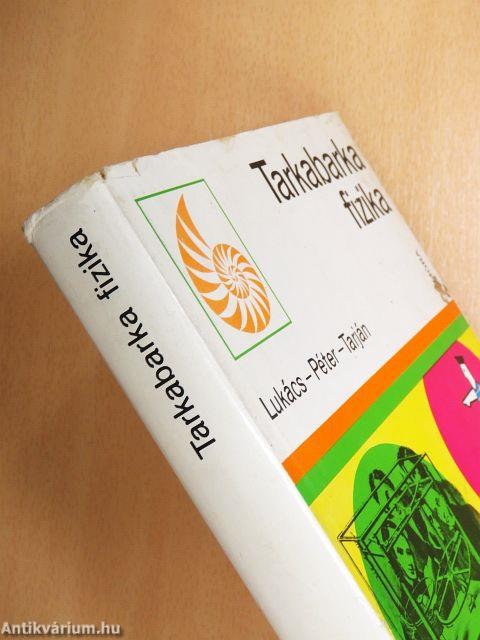 Tarkabarka
fizika
Lukács–Péter–Tarján
Tarkabarka fizika
Antikvárium.hu